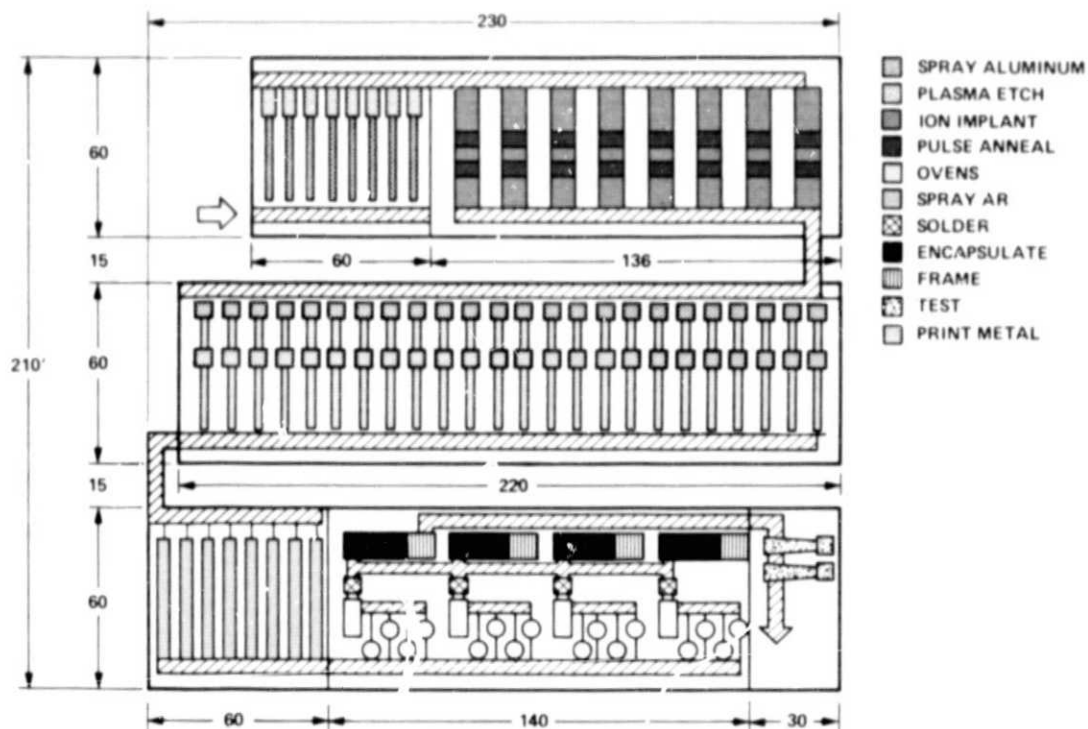 230
60
15
60
210'
15
60
60
136
220
60
140
30
SPRAY ALUMINUM
PLASMA ETCH
ION IMPLANT
PULSE ANNEAL
OVENS
SPRAY AR
SOLDER
ENCAPSULATE
FRAME
TEST
PRINT METAL